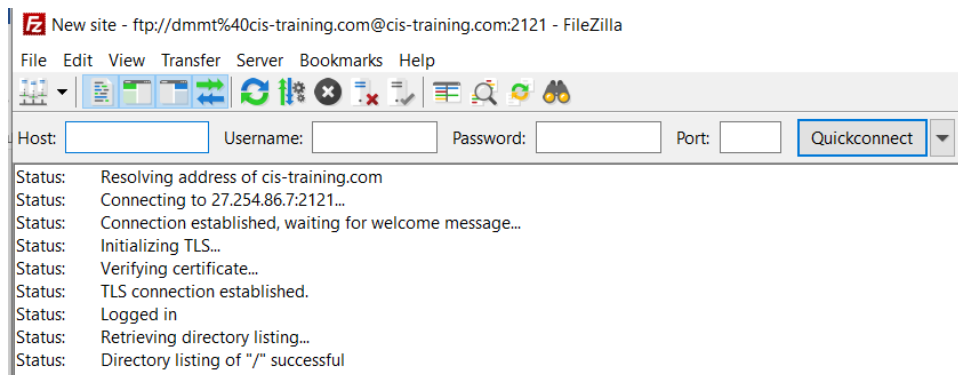 New site - ftp://dmmt%40cis-training.com@cis-training.com:2121 - FileZilla
File Edit View Transfer Server Bookmarks Help
Host: Username: Password: Port: Quickconnect
Status: Resolving address of cis-training.com
Status: Connecting to 27.254.86.7:2121...
Status: Connection established, waiting for welcome message...
Status: Initializing TLS...
Status: Verifying certificate...
Status: TLS connection established.
Status: Logged in
Status: Retrieving directory listing...
Status: Directory listing of "/" successful